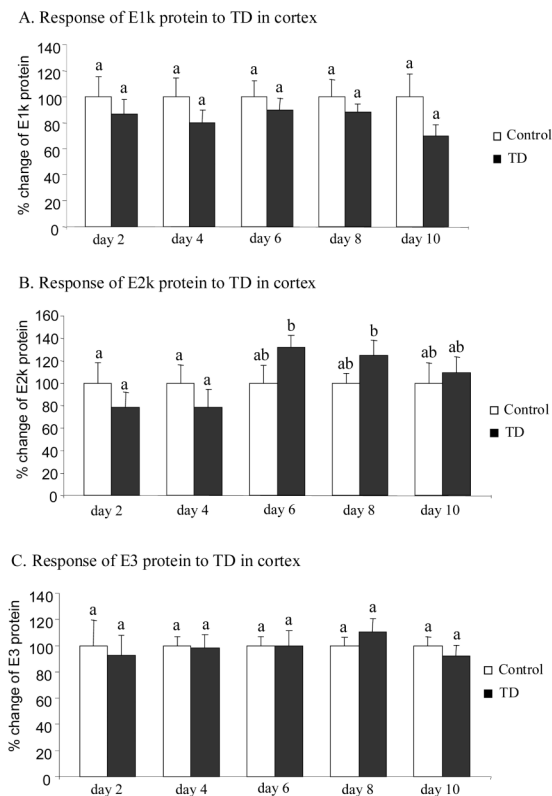 A. Response of E1k protein to TD in cortex
% change of E1k protein
140
120
100
80
60
40
20
0
a a a a a a a a a a
day 2 day 4 day 6 day 8 day 10
Control
TD
B. Response of E2k protein to TD in cortex
% change of E2k protein
160
140
120
100
80
60
40
20
0
a a a a ab b ab b ab ab
day 2 day 4 day 6 day 8 day 10
Control
TD
C. Response of E3 protein to TD in cortex
% change of E3 protein
140
120
100
80
60
40
20
0
a a a a a a a a a a
day 2 day 4 day 6 day 8 day 10
Control
TD